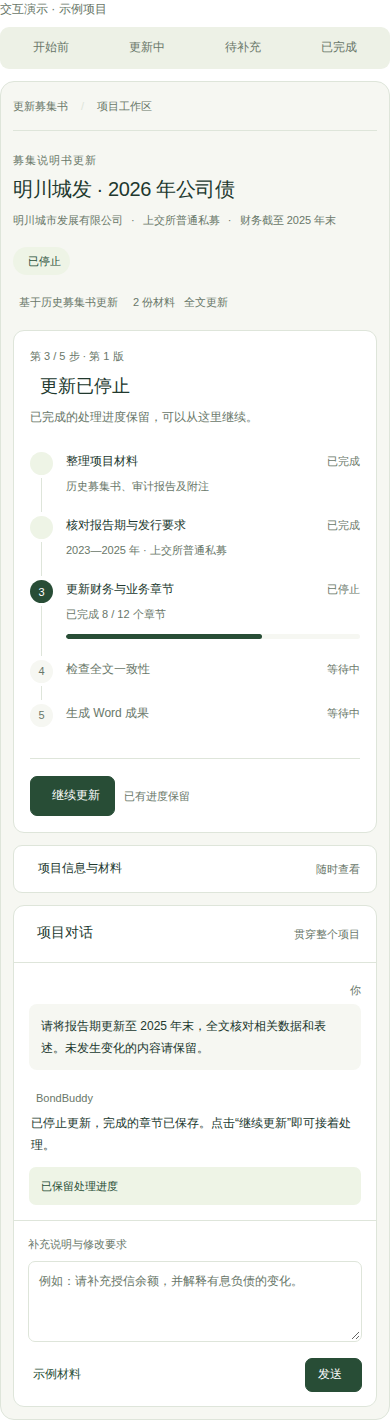 交互演示 · 示例项目
开始前 更新中 待补充 已完成
更新募集书 / 项目工作区
募集说明书更新
明川城发 · 2026 年公司债
明川城市发展有限公司 · 上交所普通私募 · 财务截至 2025 年末
已停止
基于历史募集书更新 2 份材料 全文更新
第 3 / 5 步 · 第 1 版
更新已停止
已完成的处理进度保留，可以从这里继续。
整理项目材料 已完成
历史募集书、审计报告及附注
核对报告期与发行要求 已完成
2023—2025 年 · 上交所普通私募
3 更新财务与业务章节 已停止
已完成 8 / 12 个章节
4 检查全文一致性 等待中
5 生成 Word 成果 等待中
继续更新 已有进度保留
项目信息与材料 随时查看
项目对话 贯穿整个项目
你
请将报告期更新至 2025 年末，全文核对相关数据和表
述。未发生变化的内容请保留。
BondBuddy
已停止更新，完成的章节已保存。点击“继续更新”即可接着处
理。
已保留处理进度
补充说明与修改要求
例如：请补充授信余额，并解释有息负债的变化。
示例材料 发送